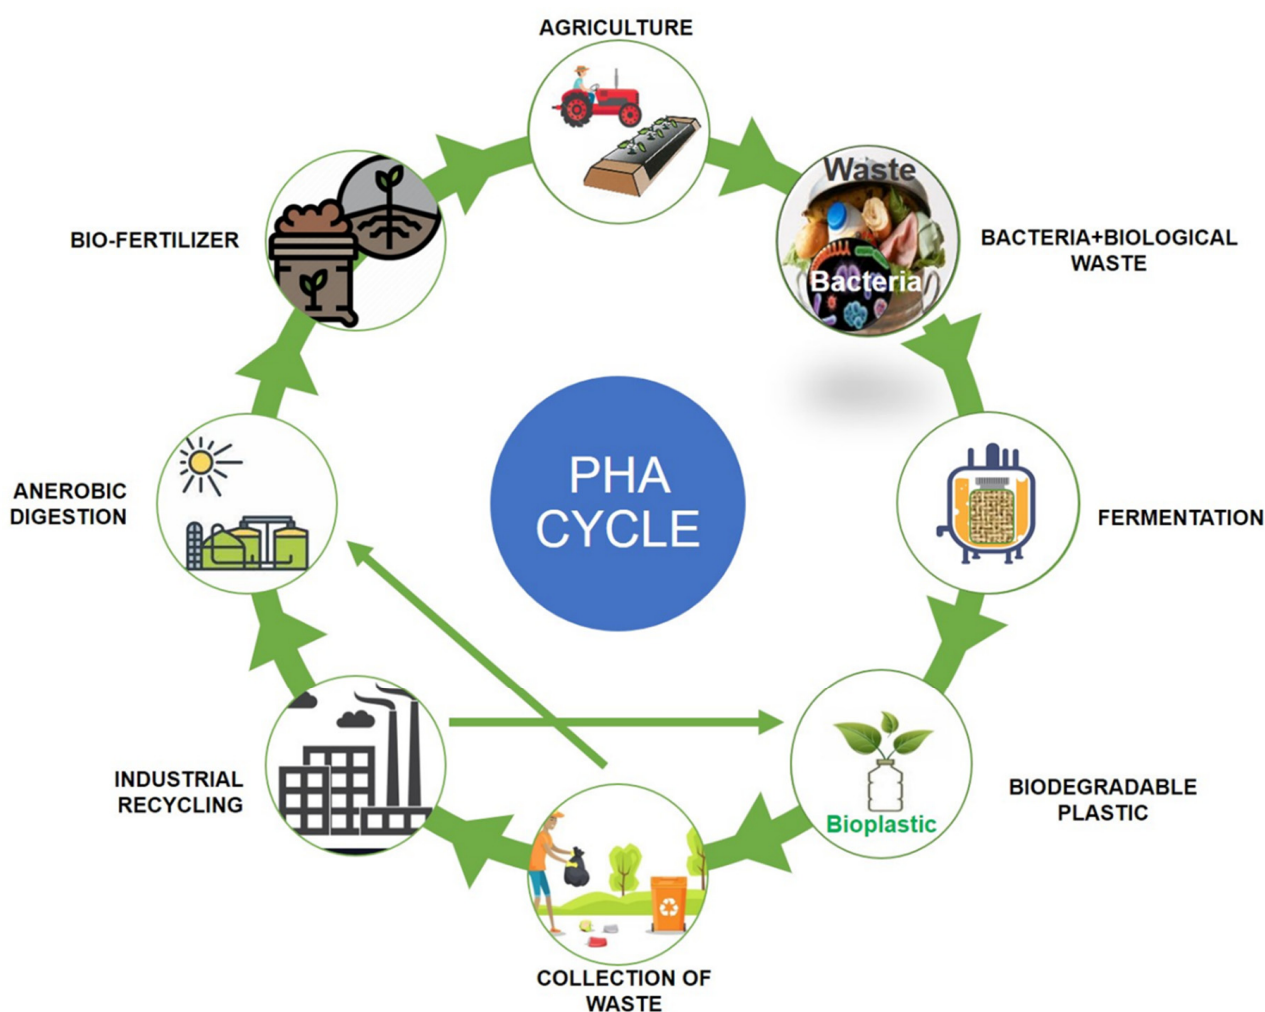 AGRICULTURE
Waste
Bacteria
BACTERIA+BIOLOGICAL
WASTE
BIO-FERTILIZER
PHA
CYCLE
ANEROBIC
DIGESTION
FERMENTATION
INDUSTRIAL
RECYCLING
Bioplastic
BIODEGRADABLE
PLASTIC
COLLECTION OF
WASTE